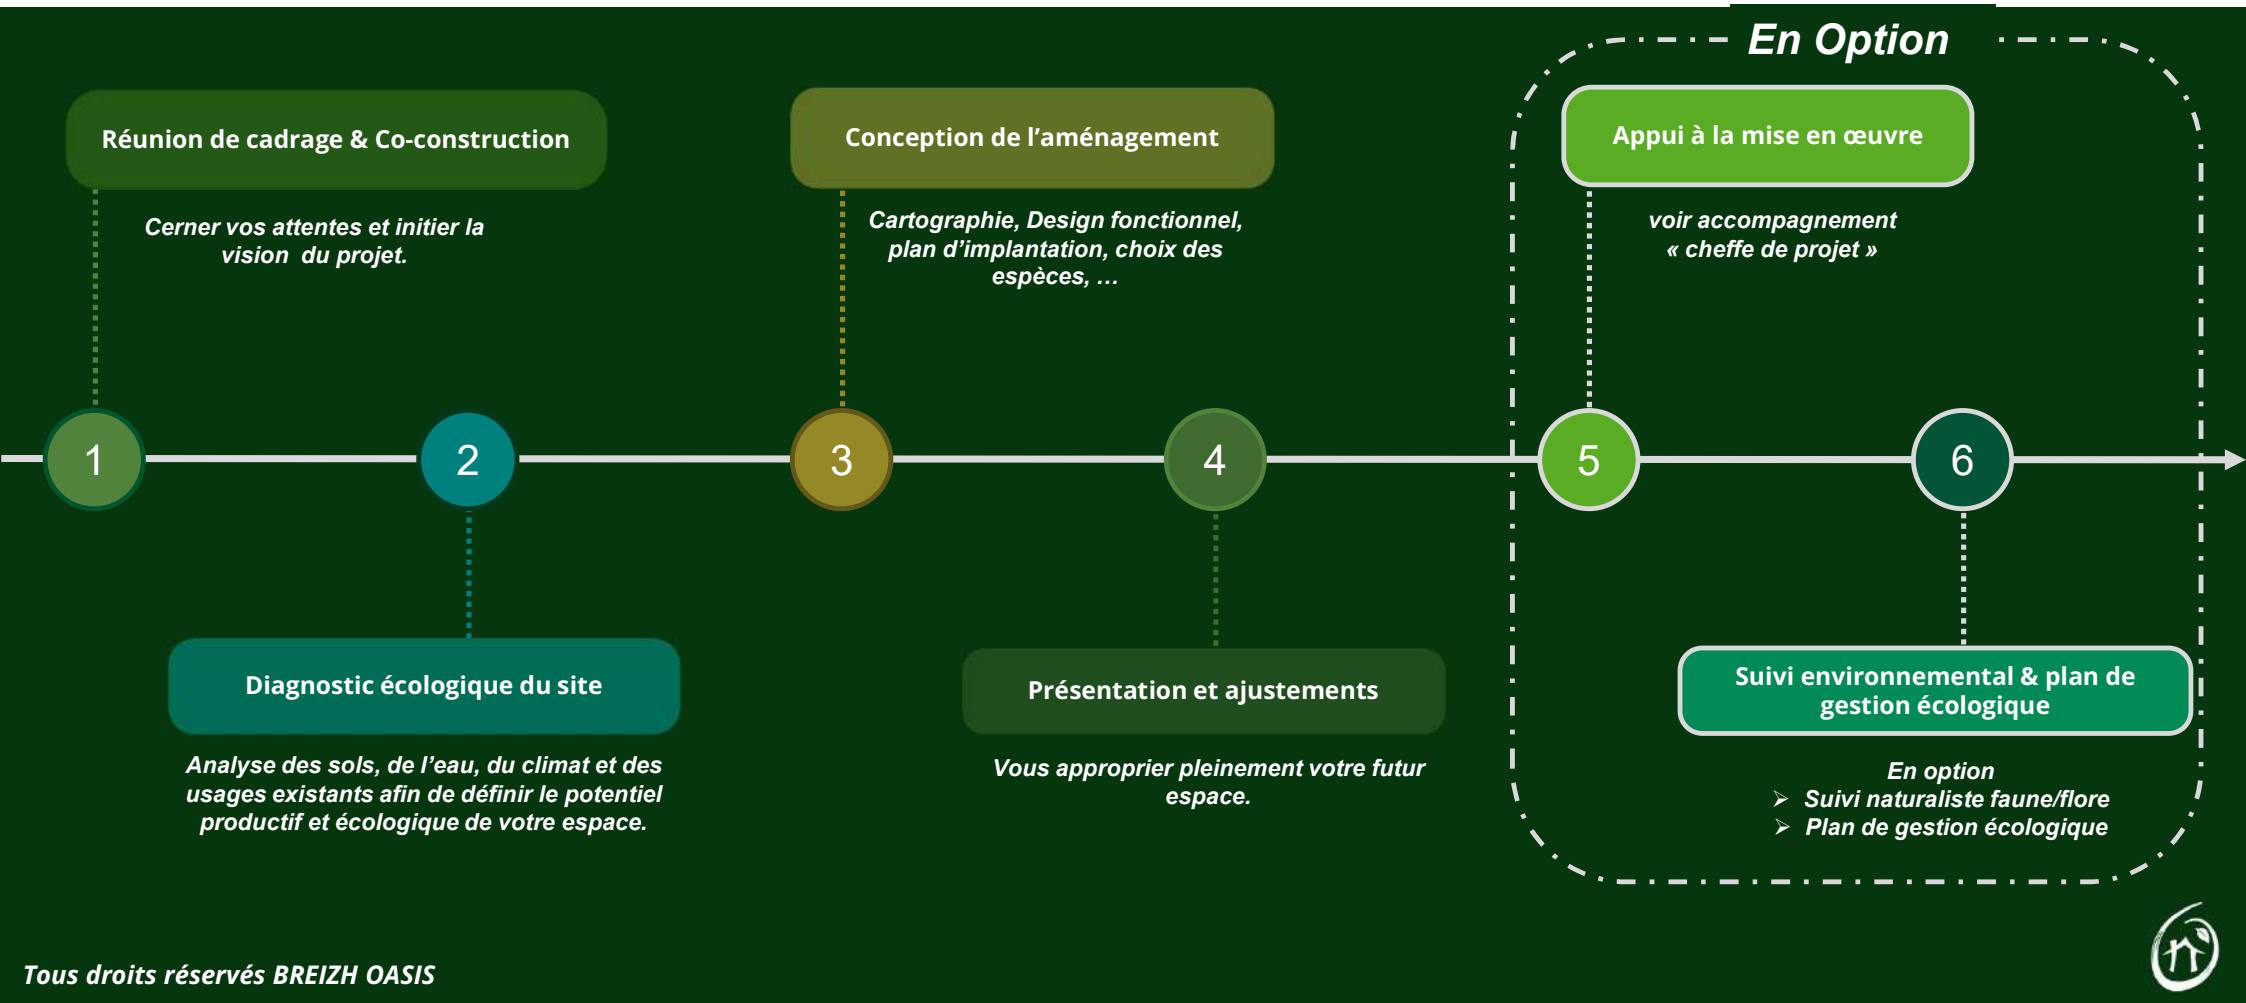 En Option
Réunion de cadrage & Co-construction
Cerner vos attentes et initier la
vision du projet.
Conception de l’aménagement
Cartographie, Design fonctionnel,
plan d’implantation, choix des
espèces, …
Appui à la mise en œuvre
voir accompagnement
« cheffe de projet »
1
2
3
4
5
6
Diagnostic écologique du site
Analyse des sols, de l’eau, du climat et des
usages existants afin de définir le potentiel
productif et écologique de votre espace.
Présentation et ajustements
Vous approprier pleinement votre futur
espace.
Suivi environnemental & plan de
gestion écologique
En option
➢ Suivi naturaliste faune/flore
➢ Plan de gestion écologique
Tous droits réservés BREIZH OASIS